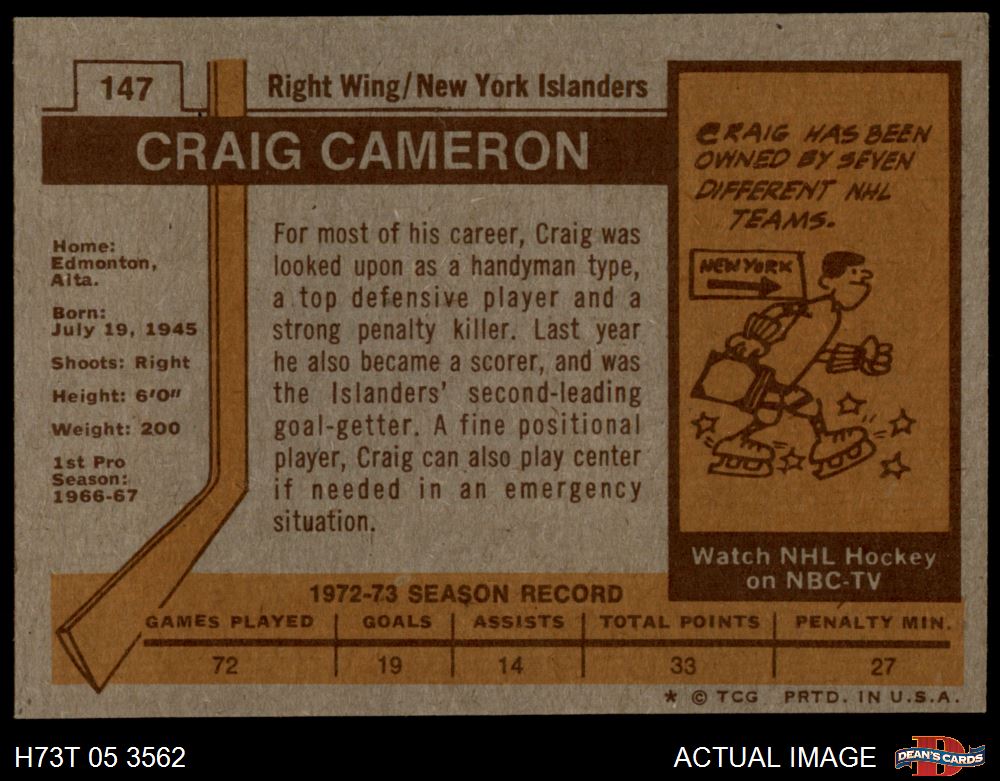 147
Right Wing/New York Islanders
CRAIG CAMERON
Home:
Edmonton,
Alta.
Born:
July 19, 1945
Shoots: Right
Height: 6'0"
Weight: 200
1st Pro
Season:
1966-67
For most of his career, Craig was
looked upon as a handyman type,
a top defensive player and a
strong penalty killer. Last year
he also became a scorer, and was
the Islanders' second-leading
goal-getter. A fine positional
player, Craig can also play center
if needed in an emergency
situation.
CRAIG HAS BEEN
OWNED BY SEVEN
DIFFERENT NHL
TEAMS.
NEW YORK
Watch NHL Hockey
on NBC-TV
1972-73 SEASON RECORD
GAMES PLAYED GOALS ASSISTS TOTAL POINTS PENALTY MIN.
72 19 14 33 27
* © TCG PRTD. IN U.S.A.
H73T 05 3562 ACTUAL IMAGE DEAN'S CARDS